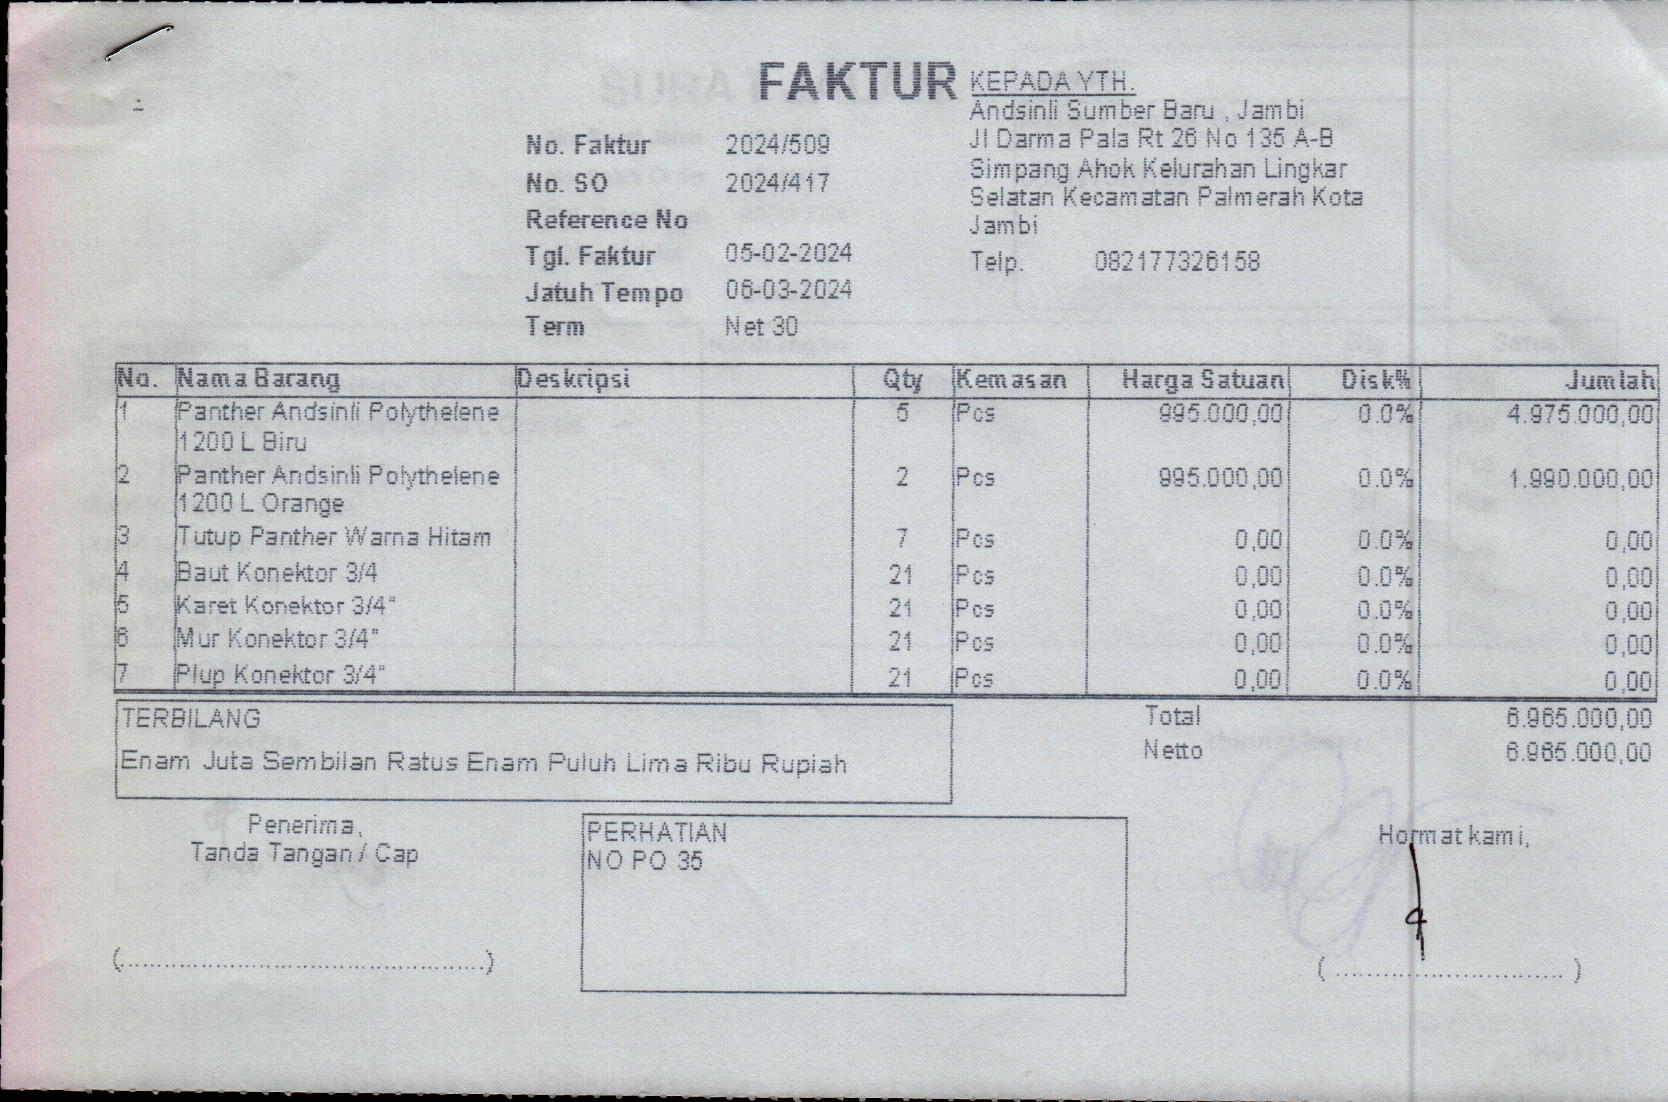 FAKTUR
No. Faktur 2024/509
No. SO 2024/417
Reference No
Tgl. Faktur 05-02-2024
Jatuh Tempo 06-03-2024
Term Net 30
KEPADA YTH.
Andsinli Sumber Baru , Jambi
Jl Darma Pala Rt 26 No 135 A-B
Simpang Ahok Kelurahan Lingkar
Selatan Kecamatan Palmerah Kota
Jambi
Telp. 082177326158
No. Nama Barang Deskripsi Qty Kemasan Harga Satuan Disk% Jumlah
1 Panther Andsinli Polythelene 5 Pcs 995.000,00 0.0% 4.975.000,00
1200 L Biru
2 Panther Andsinli Polythelene 2 Pcs 995.000,00 0.0% 1.990.000,00
1200 L Orange
3 Tutup Panther Warna Hitam 7 Pcs 0,00 0.0% 0,00
4 Baut Konektor 3/4 21 Pcs 0,00 0.0% 0,00
5 Karet Konektor 3/4" 21 Pcs 0,00 0.0% 0,00
6 Mur Konektor 3/4" 21 Pcs 0,00 0.0% 0,00
7 Plup Konektor 3/4" 21 Pcs 0,00 0.0% 0,00
TERBILANG
Enam Juta Sembilan Ratus Enam Puluh Lima Ribu Rupiah
Total 6.965.000,00
Netto 6.965.000,00
Penerima,
Tanda Tangan / Cap
PERHATIAN
NO PO 35
Hormat kami,
(................................................)
( ............................. )